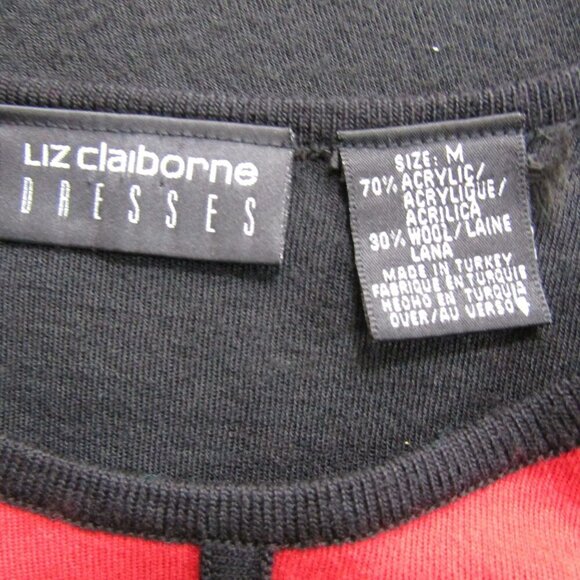 Liz claiborne
DRESSES
SIZE: M
70% ACRYLIC/
ACRYLIQUE/
ACRILICA
30% WOOL/LAINE
LANA
MADE IN TURKEY
FABRIQUE EN TURQUIE
HECHO EN TURQUIA
OVER/AU VERSO